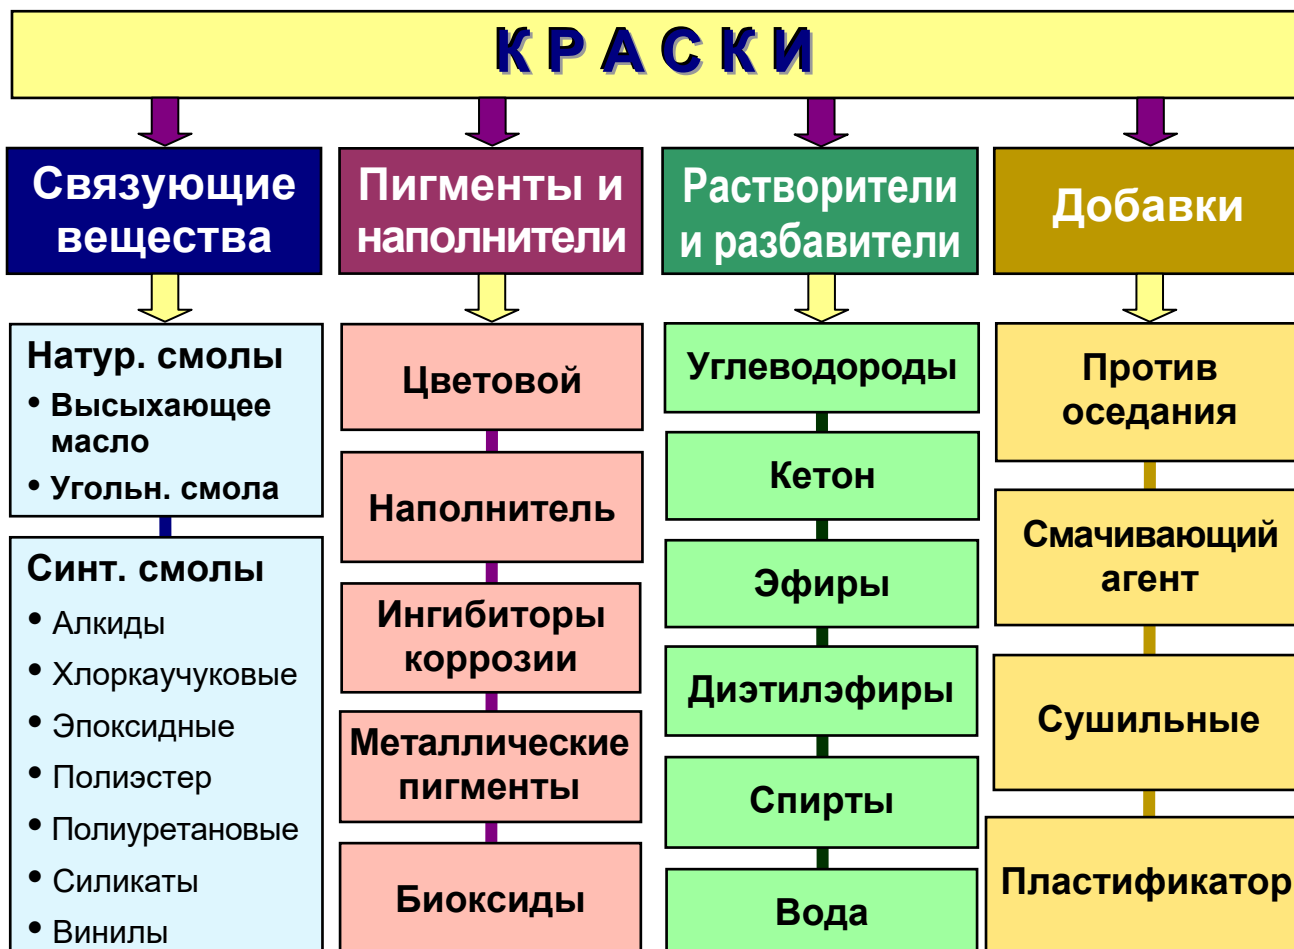 КРАСКИ
Связующие
вещества
Натур. смолы
• Высыхающее
масло
• Угольн. смола
Синт. смолы
• Алкиды
• Хлоркаучуковые
• Эпоксидные
• Полиэстер
• Полиуретановые
• Силикаты
• Винилы
Пигменты и
наполнители
Цветовой
Наполнитель
Ингибиторы
коррозии
Металлические
пигменты
Биоксиды
Растворители
и разбавители
Углеводороды
Кетон
Эфиры
Диэтилэфиры
Спирты
Вода
Добавки
Против
оседания
Смачивающий
агент
Сушильные
Пластификатор